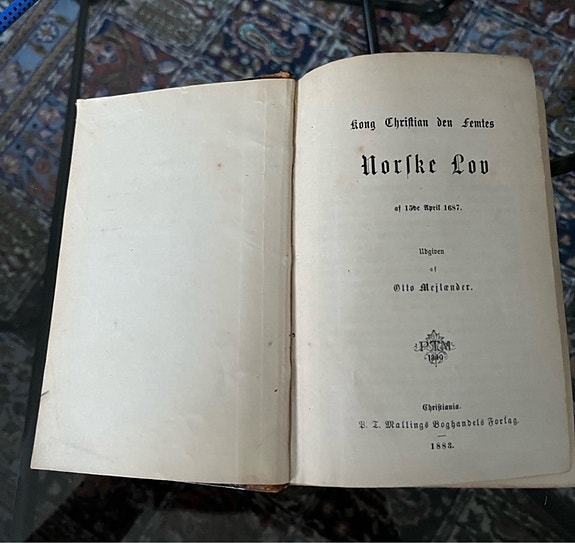 Kong Christian den Femtes
Norske Lov
af 15de April 1687.
Udgiven
af
Otto Mejlænder.
PTM
Christiania.
P. T. Mallings Boghandels Forlag.
1883.